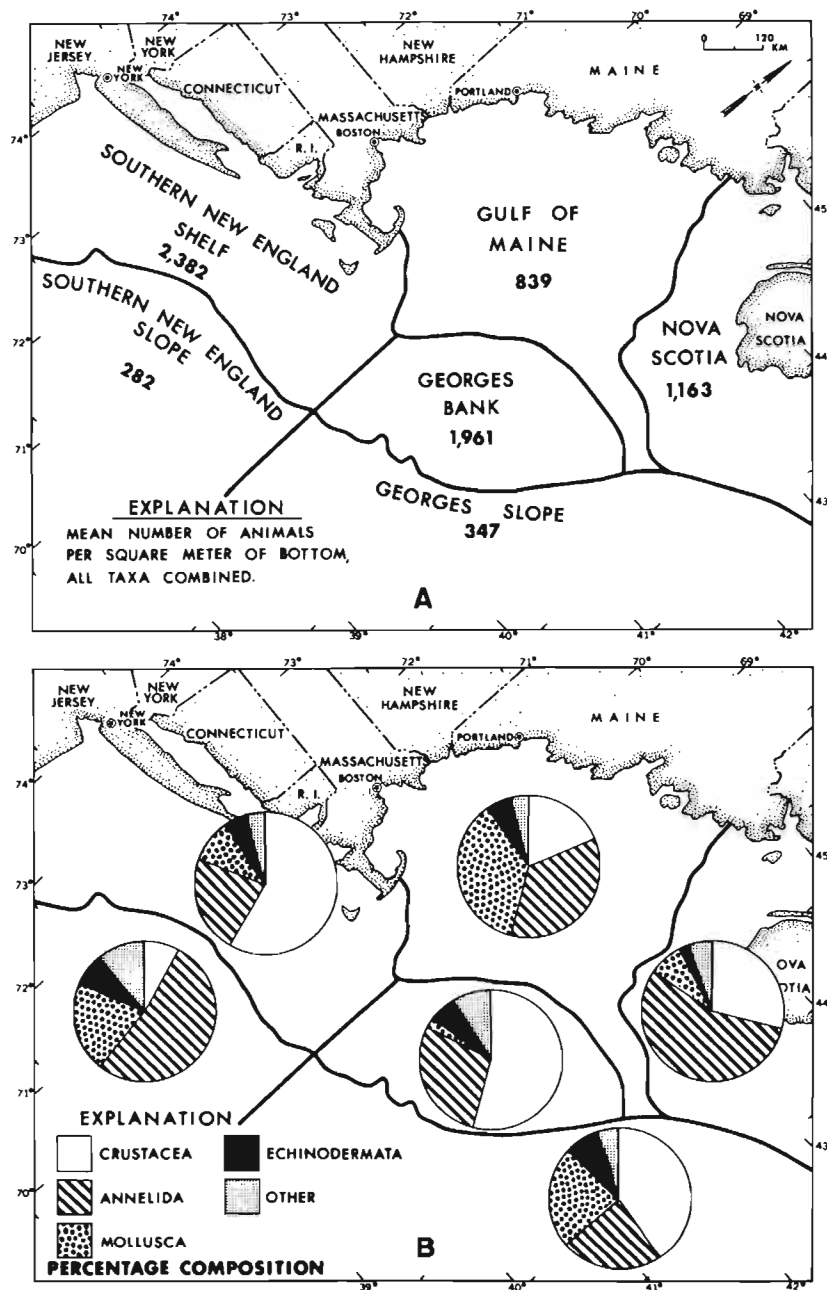 74° 73° 72° 71° 70° 69°
NEW JERSEY
NEW YORK
NEW YORK
CONNECTICUT
R. I.
MASSACHUSETTS
BOSTON
NEW HAMPSHIRE
PORTLAND
MAINE
0 120
KM
74°
73°
72°
71°
70°
45
44
43
SOUTHERN NEW ENGLAND
SHELF
2,382
SOUTHERN NEW ENGLAND
SLOPE
282
GULF OF
MAINE
839
NOVA
SCOTIA
1,163
NOVA
SCOTIA
GEORGES
BANK
1,961
GEORGES SLOPE
347
EXPLANATION
MEAN NUMBER OF ANIMALS
PER SQUARE METER OF BOTTOM,
ALL TAXA COMBINED.
A
38° 39° 40° 41° 42°
74° 73° 72° 71° 70° 69°
NEW JERSEY
NEW YORK
NEW YORK
CONNECTICUT
R. I.
MASSACHUSETTS
BOSTON
NEW HAMPSHIRE
PORTLAND
MAINE
74°
73°
72°
71°
70°
45
44
43
OVA
OTIA
EXPLANATION
CRUSTACEA
ECHINODERMATA
ANNELIDA
OTHER
MOLLUSCA
PERCENTAGE COMPOSITION
B
39° 40° 41° 42°